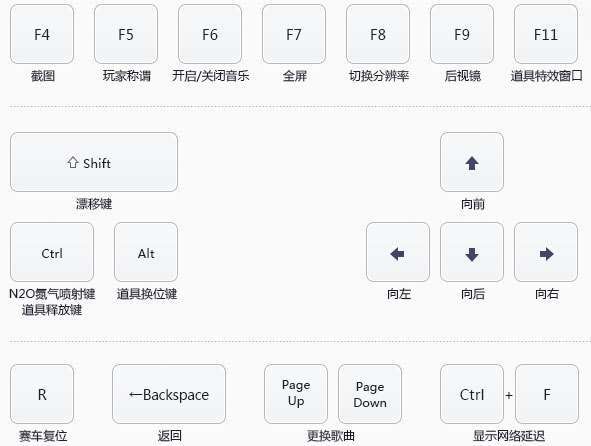 F4 F5 F6 F7 F8 F9 F11
截图 玩家称谓 开启/关闭音乐 全屏 切换分辨率 后视镜 道具特效窗口
⇧ Shift ↑
漂移键 向前
Ctrl Alt ← ↓ →
N2O氮气喷射键 道具换位键 向左 向后 向右
道具释放键
R ←Backspace Page Up Page Down Ctrl + F
赛车复位 返回 更换歌曲 显示网络延迟